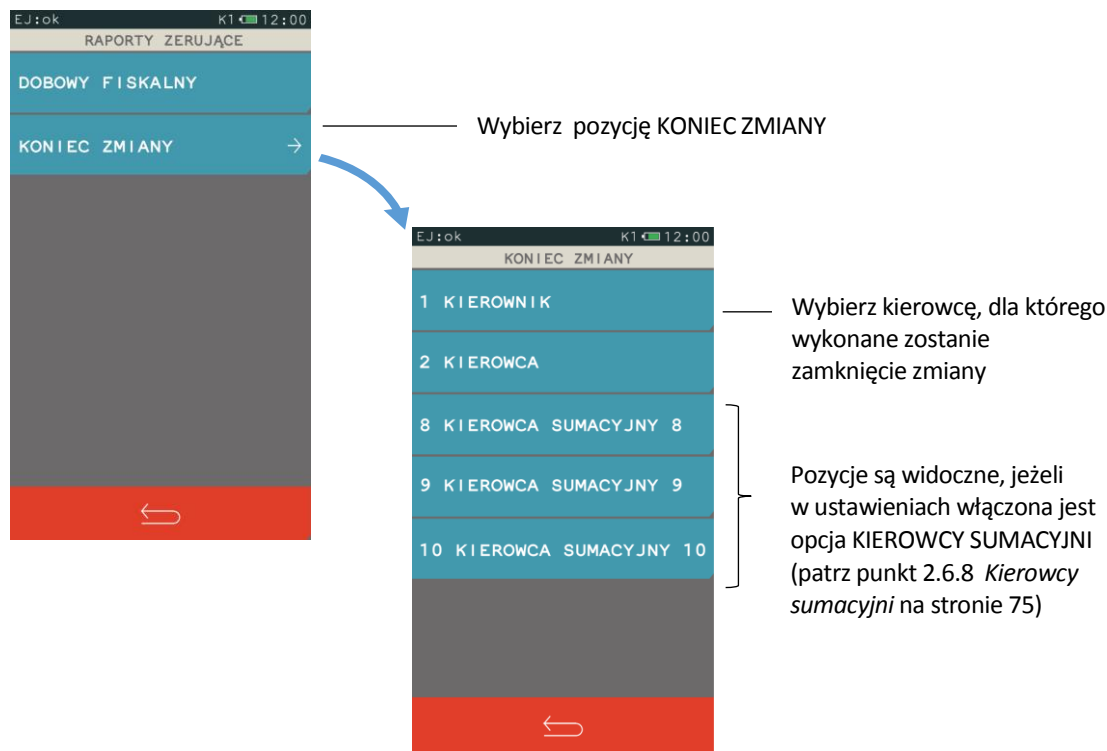 EJ:ok K1 12:00
RAPORTY ZERUJĄCE
DOBOWY FISKALNY
KONIEC ZMIANY →
Wybierz pozycję KONIEC ZMIANY
EJ:ok K1 12:00
KONIEC ZMIANY
1 KIEROWNIK
2 KIEROWCA
8 KIEROWCA SUMACYJNY 8
9 KIEROWCA SUMACYJNY 9
10 KIEROWCA SUMACYJNY 10
Wybierz kierowcę, dla którego
wykonane zostanie
zamknięcie zmiany
Pozycje są widoczne, jeżeli
w ustawieniach włączona jest
opcja KIEROWCY SUMACYJNI
(patrz punkt 2.6.8 Kierowcy
sumacyjni na stronie 75)